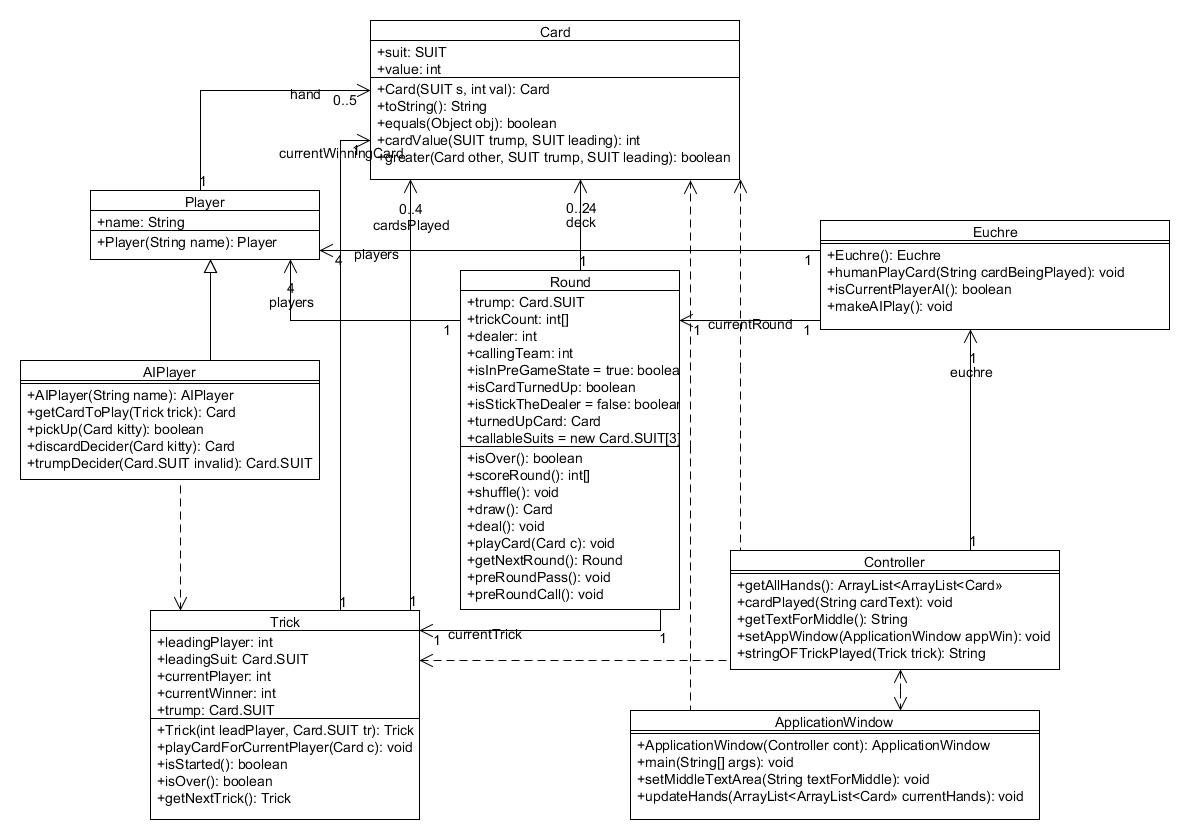 Card
+suit: SUIT
+value: int
+Card(SUIT s, int val): Card
+toString(): String
+equals(Object obj): boolean
+cardValue(SUIT trump, SUIT leading): int
+greater(Card other, SUIT trump, SUIT leading): boolean
hand
0..5
currentWinningCard
1
1
Player
+name: String
+Player(String name): Player
0..4
cardsPlayed
0..24
deck
1
players
4
1
Euchre
+Euchre(): Euchre
+humanPlayCard(String cardBeingPlayed): void
+isCurrentPlayerAI(): boolean
+makeAIPlay(): void
4
players
1
Round
+trump: Card.SUIT
+trickCount: int[]
+dealer: int
+callingTeam: int
+isInPreGameState = true: boolea
+isCardTurnedUp: boolean
+isStickTheDealer = false: boolear
+turnedUpCard: Card
+callableSuits = new Card.SUIT[3]
+isOver(): boolean
+scoreRound(): int[]
+shuffle(): void
+draw(): Card
+deal(): void
+playCard(Card c): void
+getNextRound(): Round
+preRoundPass(): void
+preRoundCall(): void
1
currentRound
1
1
euchre
1
AIPlayer
+AIPlayer(String name): AIPlayer
+getCardToPlay(Trick trick): Card
+pickUp(Card kitty): boolean
+discardDecider(Card kitty): Card
+trumpDecider(Card.SUIT invalid): Card.SUIT
Controller
+getAllHands(): ArrayList<ArrayList<Card»
+cardPlayed(String cardText): void
+getTextForMiddle(): String
+setAppWindow(ApplicationWindow appWin): void
+stringOFTrickPlayed(Trick trick): String
1
1
Trick
+leadingPlayer: int
+leadingSuit: Card.SUIT
+currentPlayer: int
+currentWinner: int
+trump: Card.SUIT
+Trick(int leadPlayer, Card.SUIT tr): Trick
+playCardForCurrentPlayer(Card c): void
+isStarted(): boolean
+isOver(): boolean
+getNextTrick(): Trick
1
currentTrick
1
ApplicationWindow
+ApplicationWindow(Controller cont): ApplicationWindow
+main(String[] args): void
+setMiddleTextArea(String textForMiddle): void
+updateHands(ArrayList<ArrayList<Card» currentHands): void